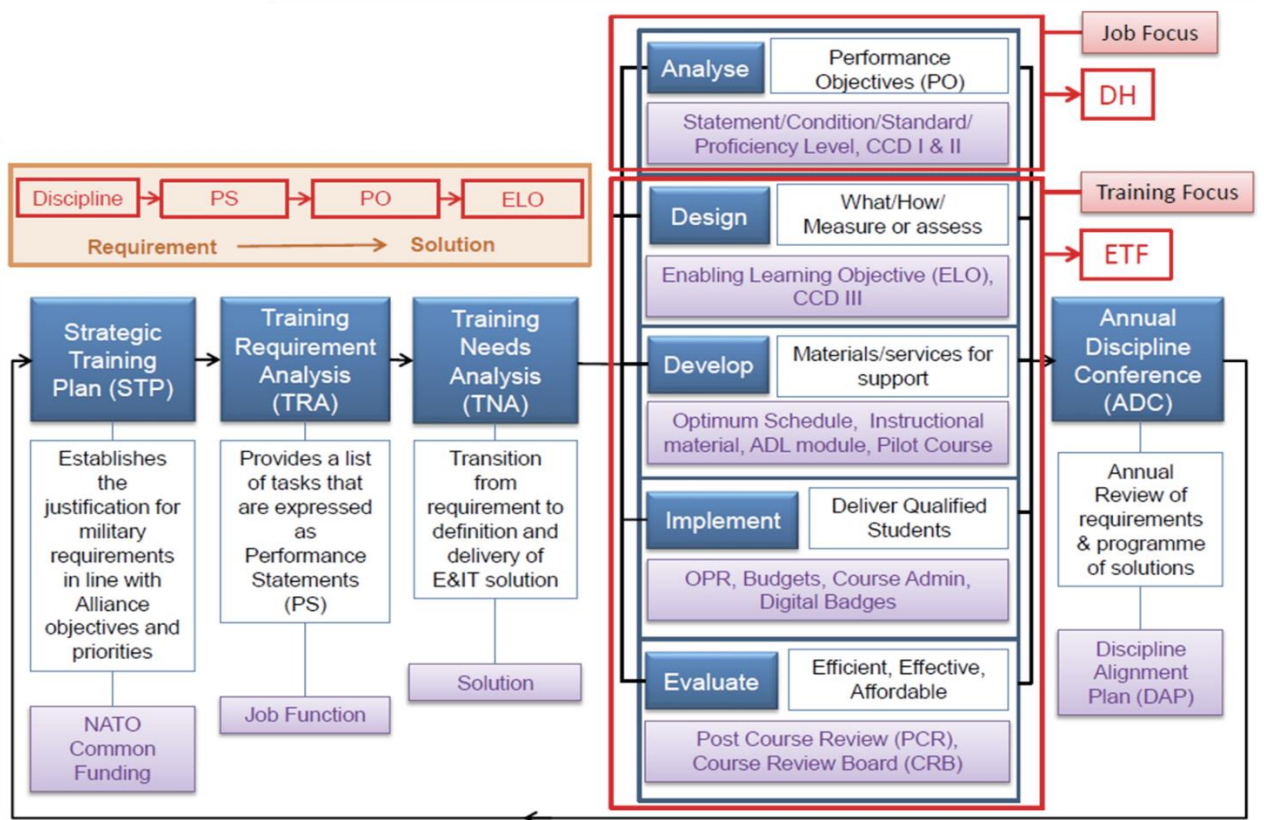 Job Focus
DH
Analyse
Performance
Objectives (PO)
Statement/Condition/Standard/
Proficiency Level, CCD I & II
Discipline
PS
PO
ELO
Requirement
Solution
Training Focus
ETF
Design
What/How/
Measure or assess
Enabling Learning Objective (ELO),
CCD III
Strategic
Training
Plan (STP)
Establishes
the
justification for
military
requirements
in line with
Alliance
objectives and
priorities
NATO
Common
Funding
Training
Requirement
Analysis
(TRA)
Provides a list
of tasks that
are expressed
as
Performance
Statements
(PS)
Job Function
Training
Needs
Analysis
(TNA)
Transition
from
requirement to
definition and
delivery of
E&IT solution
Solution
Develop
Materials/services for
support
Optimum Schedule, Instructional
material, ADL module, Pilot Course
Implement
Deliver Qualified
Students
OPR, Budgets, Course Admin,
Digital Badges
Evaluate
Efficient, Effective,
Affordable
Post Course Review (PCR),
Course Review Board (CRB)
Annual
Discipline
Conference
(ADC)
Annual
Review of
requirements
& programme
of solutions
Discipline
Alignment
Plan (DAP)